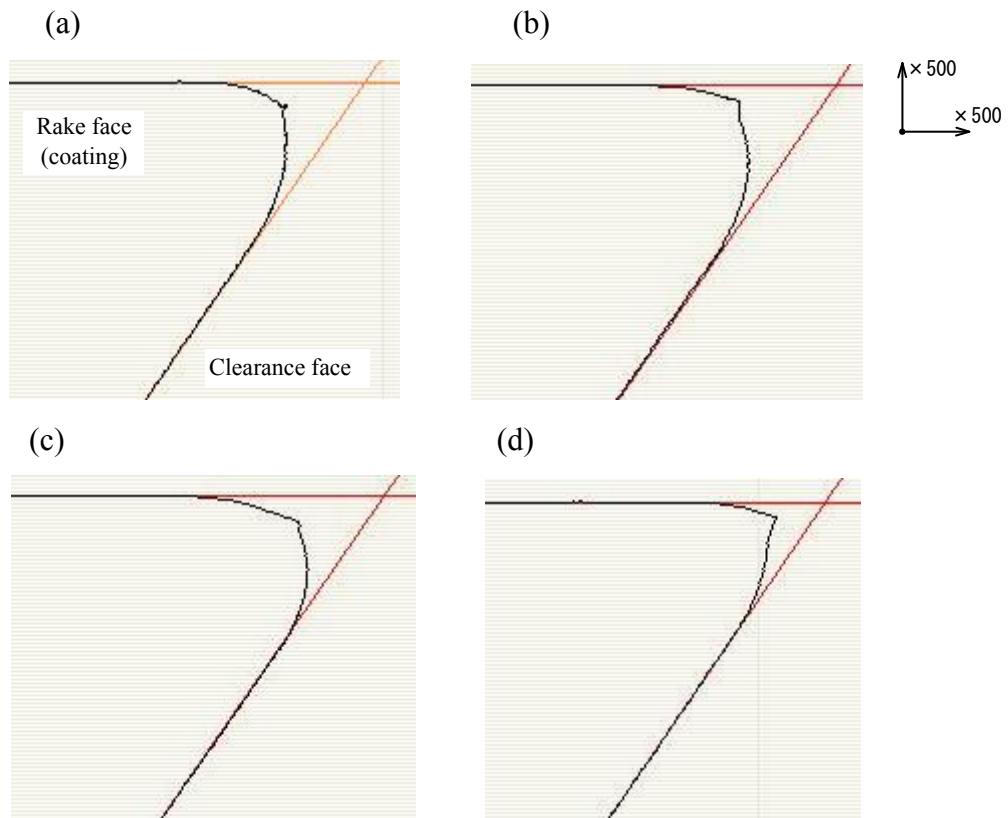 (a)
(b)
× 500
× 500
Rake face
(coating)
Clearance face
(c)
(d)